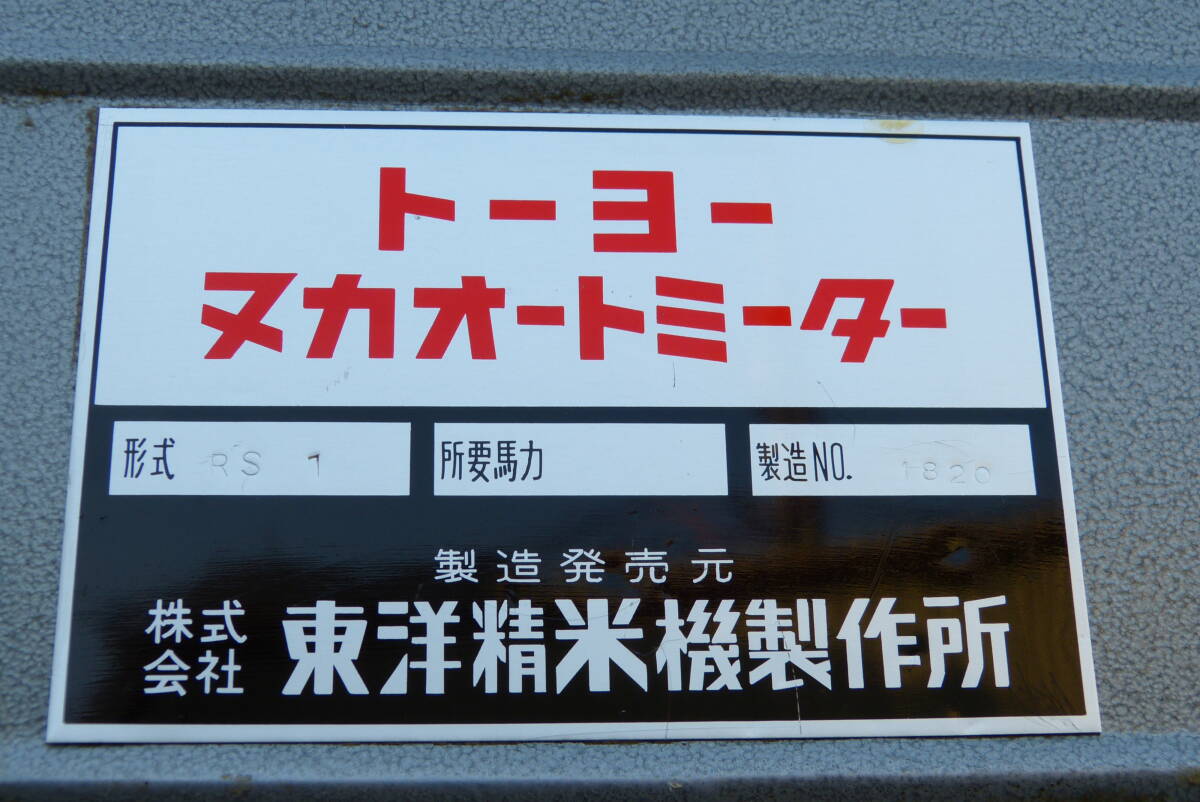 トーヨー
ヌカオートミーター
形式 RS 1
所要馬力
製造NO. 1820
製造発売元
株式会社 東洋精米機製作所